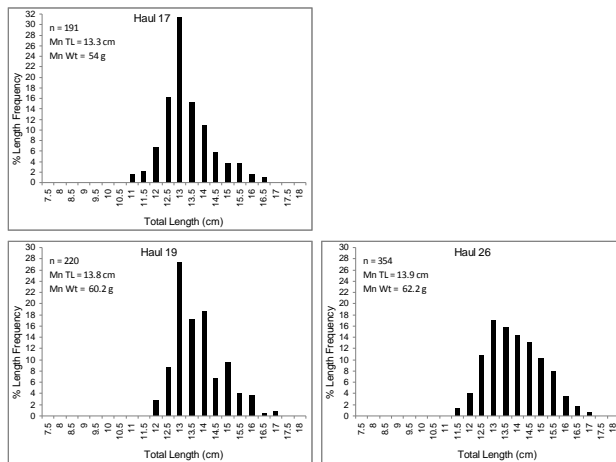 Haul 17
n = 191
Mn TL = 13.3 cm
Mn Wt = 54 g
% Length Frequency
32
30
28
26
24
22
20
18
16
14
12
10
8
6
4
2
0
7.5 8 8.5 9 9.5 10 10.5 11 11.5 12 12.5 13 13.5 14 14.5 15 15.5 16 16.5 17 17.5 18
Total Length (cm)
Haul 19
n = 220
Mn TL = 13.8 cm
Mn Wt = 60.2 g
% Length Frequency
32
30
28
26
24
22
20
18
16
14
12
10
8
6
4
2
0
7.5 8 8.5 9 9.5 10 10.5 11 11.5 12 12.5 13 13.5 14 14.5 15 15.5 16 16.5 17 17.5 18
Total Length (cm)
Haul 26
n = 354
Mn TL = 13.9 cm
Mn Wt = 62.2 g
% Length Frequency
32
30
28
26
24
22
20
18
16
14
12
10
8
6
4
2
0
7.5 8 8.5 9 9.5 10 10.5 11 11.5 12 12.5 13 13.5 14 14.5 15 15.5 16 16.5 17 17.5 18
Total Length (cm)